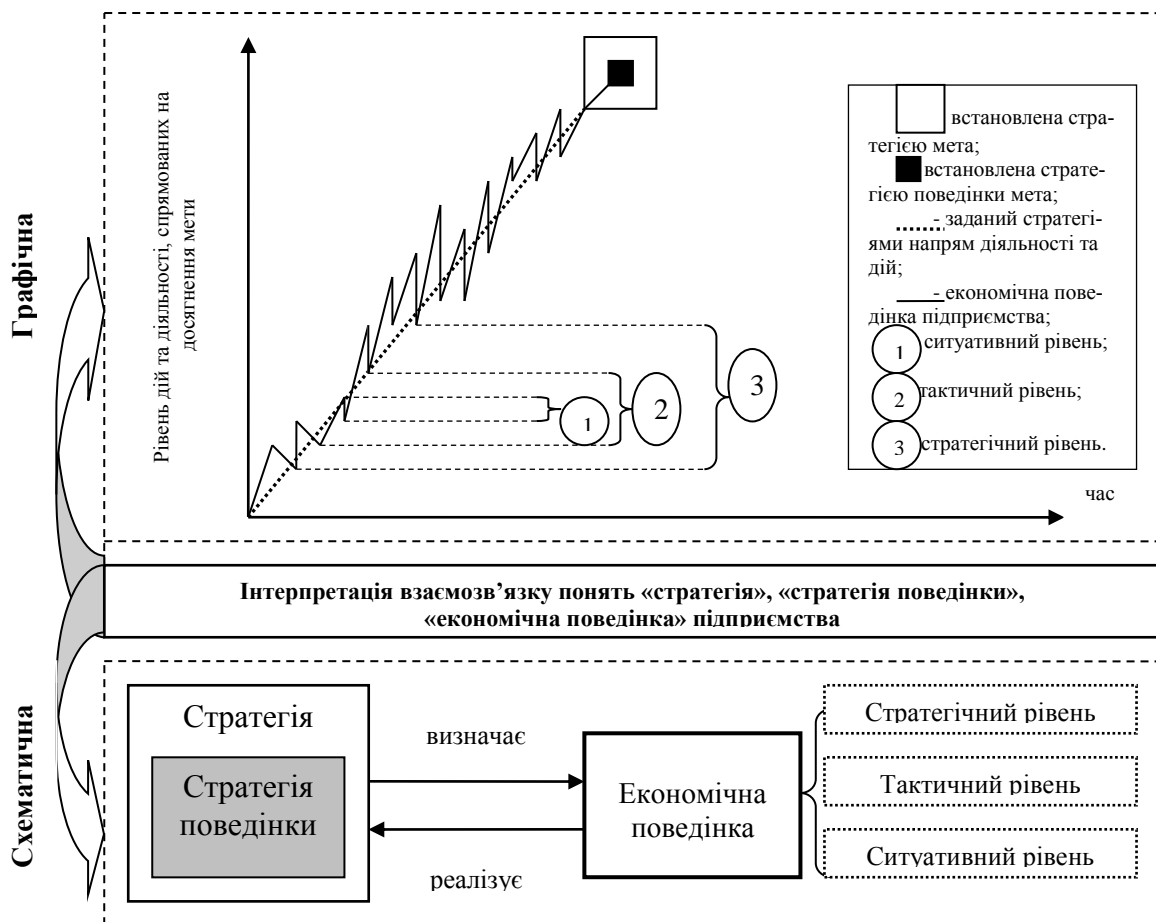 Графічна
Рівень дій та діяльності, спрямованих на
досягнення мети
встановлена стра-
тегією мета;
встановлена страте-
гією поведінки мета;
- заданий стратегі-
ями напрям діяльності та
дій;
- економічна пове-
дінка підприємства;
1 ситуативний рівень;
2 тактичний рівень;
3 стратегічний рівень.
1
2
3
час
Інтерпретація взаємозв’язку понять «стратегія», «стратегія поведінки»,
«економічна поведінка» підприємства
Схематична
Стратегія
Стратегія
поведінки
визначає
реалізує
Економічна
поведінка
Стратегічний рівень
Тактичний рівень
Ситуативний рівень